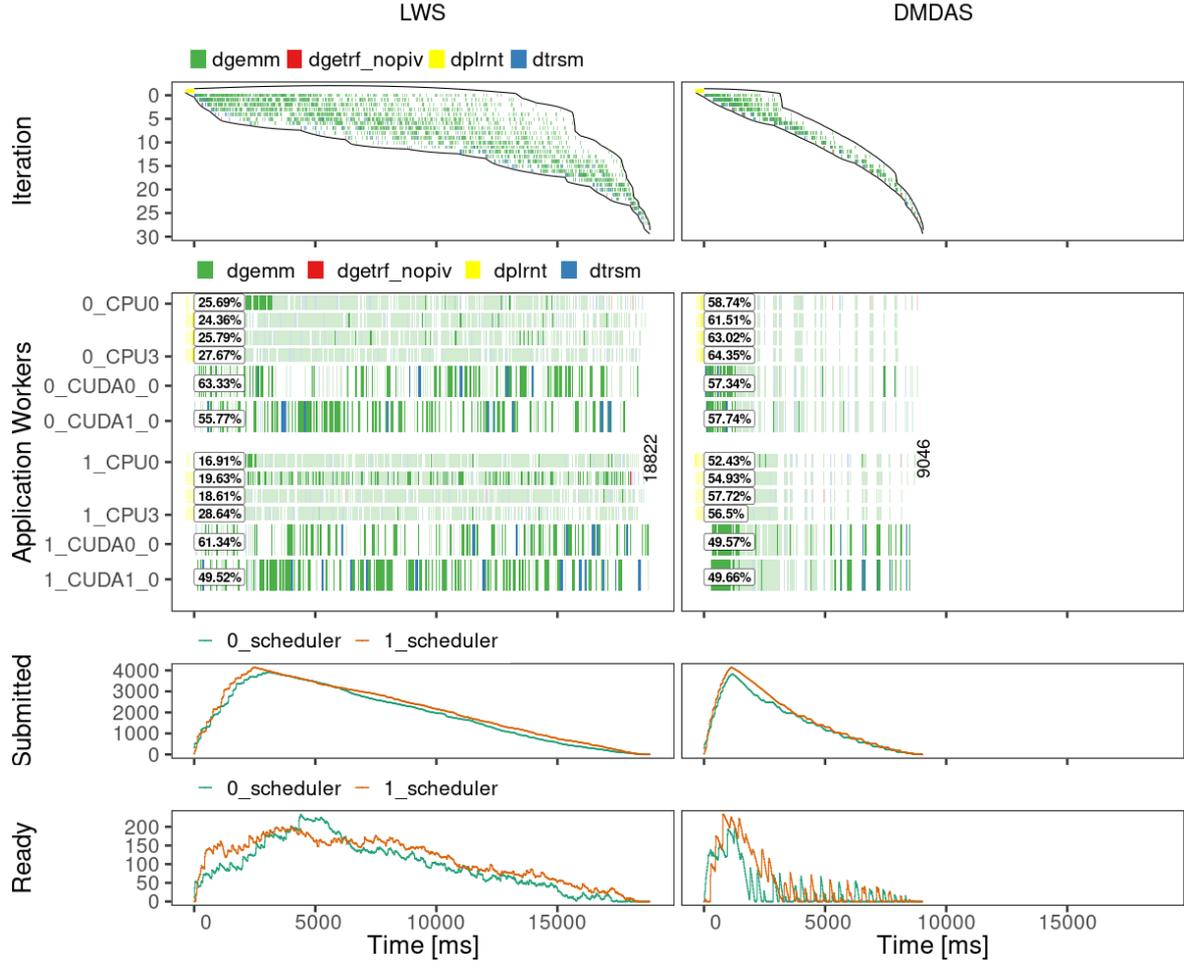 LWS DMDAS
dgemm dgetrf_nopiv dplrnt dtrsm
Iteration
0
5
10
15
20
25
30
dgemm dgetrf_nopiv dplrnt dtrsm
Application Workers
0_CPU0 25.69% 58.74%
24.36% 61.51%
25.79% 63.02%
0_CPU3 27.67% 64.35%
0_CUDA0_0 63.33% 57.34%
0_CUDA1_0 55.77% 57.74%
18822 9046
1_CPU0 16.91% 52.43%
19.63% 54.93%
18.61% 57.72%
1_CPU3 28.64% 56.5%
1_CUDA0_0 61.34% 49.57%
1_CUDA1_0 49.52% 49.66%
0_scheduler 1_scheduler
Submitted
4000
3000
2000
1000
0
0_scheduler 1_scheduler
Ready
200
150
100
50
0
0 5000 10000 15000 0 5000 10000 15000
Time [ms] Time [ms]